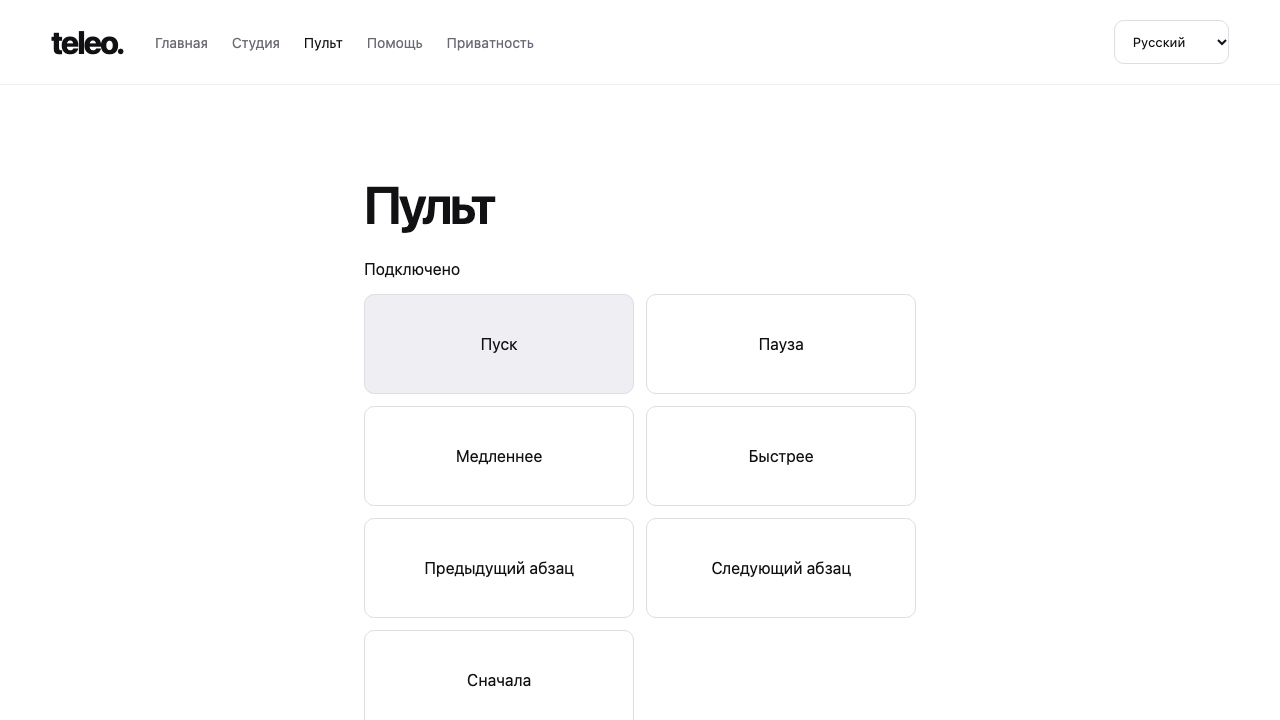 teleo.
Главная
Студия
Пульт
Помощь
Приватность
Русский
Пульт
Подключено
Пуск
Пауза
Медленнее
Быстрее
Предыдущий абзац
Следующий абзац
Сначала